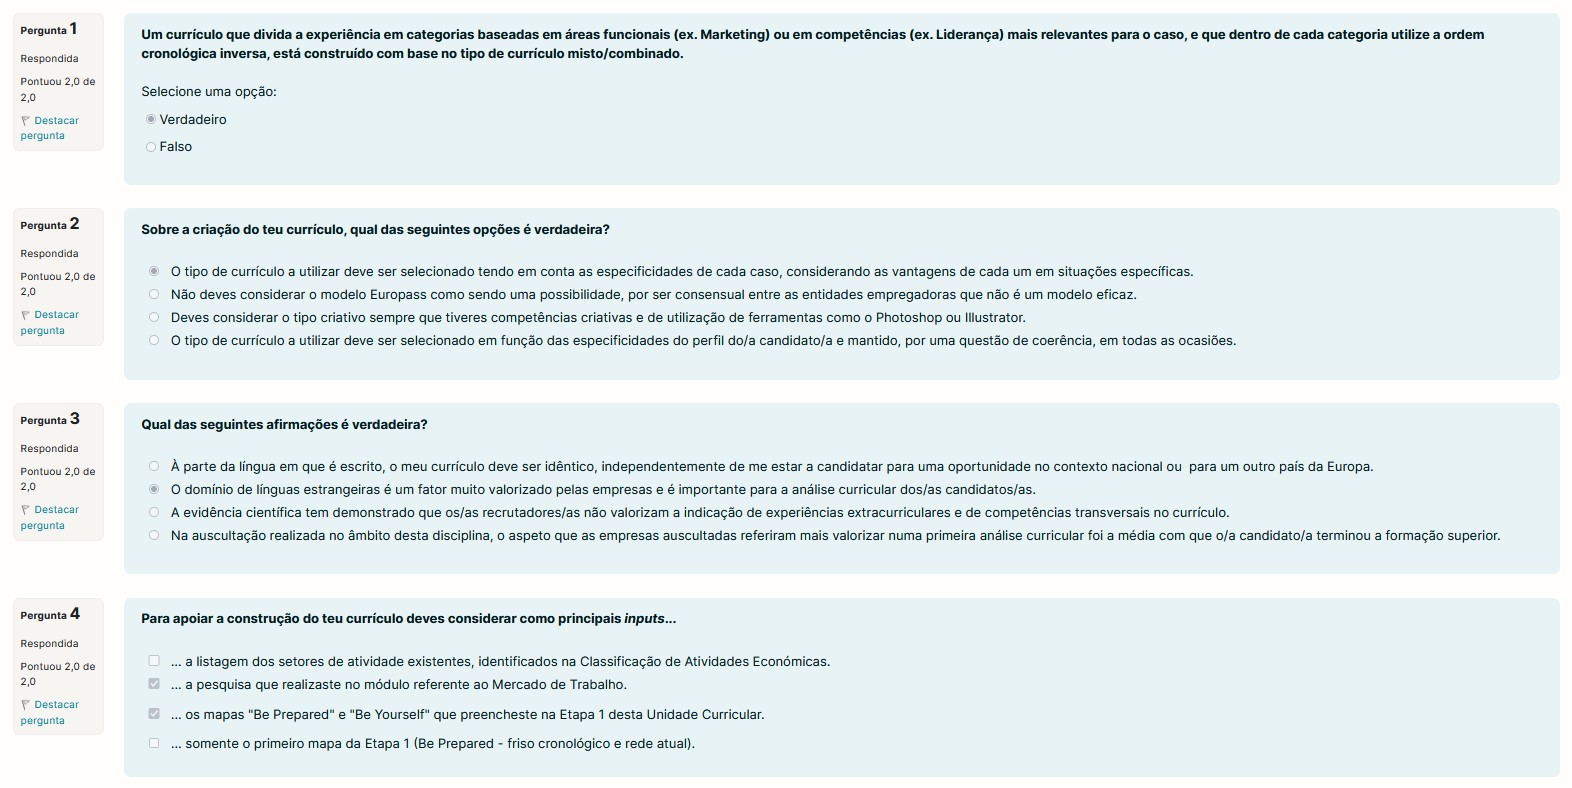 Pergunta 1
Respondida
Pontuou 2,0 de
2,0
Destacar
pergunta
Um currículo que divida a experiência em categorias baseadas em áreas funcionais (ex. Marketing) ou em competências (ex. Liderança) mais relevantes para o caso, e que dentro de cada categoria utilize a ordem
cronológica inversa, está construído com base no tipo de currículo misto/combinado.
Selecione uma opção:
Verdadeiro
Falso
Pergunta 2
Respondida
Pontuou 2,0 de
2,0
Destacar
pergunta
Sobre a criação do teu currículo, qual das seguintes opções é verdadeira?
O tipo de currículo a utilizar deve ser selecionado tendo em conta as especificidades de cada caso, considerando as vantagens de cada um em situações específicas.
Não deves considerar o modelo Europass como sendo uma possibilidade, por ser consensual entre as entidades empregadoras que não é um modelo eficaz.
Deves considerar o tipo criativo sempre que tiveres competências criativas e de utilização de ferramentas como o Photoshop ou Illustrator.
O tipo de currículo a utilizar deve ser selecionado em função das especificidades do perfil do/a candidato/a e mantido, por uma questão de coerência, em todas as ocasiões.
Pergunta 3
Respondida
Pontuou 2,0 de
2,0
Destacar
pergunta
Qual das seguintes afirmações é verdadeira?
À parte da língua em que é escrito, o meu currículo deve ser idêntico, independentemente de me estar a candidatar para uma oportunidade no contexto nacional ou para um outro país da Europa.
O domínio de línguas estrangeiras é um fator muito valorizado pelas empresas e é importante para a análise curricular dos/as candidatos/as.
A evidência científica tem demonstrado que os/as recrutadores/as não valorizam a indicação de experiências extracurriculares e de competências transversais no currículo.
Na auscultação realizada no âmbito desta disciplina, o aspeto que as empresas auscultadas referiram mais valorizar numa primeira análise curricular foi a média com que o/a candidato/a terminou a formação superior.
Pergunta 4
Respondida
Pontuou 2,0 de
2,0
Destacar
pergunta
Para apoiar a construção do teu currículo deves considerar como principais inputs...
... a listagem dos setores de atividade existentes, identificados na Classificação de Atividades Económicas.
... a pesquisa que realizaste no módulo referente ao Mercado de Trabalho.
... os mapas "Be Prepared" e "Be Yourself" que preencheste na Etapa 1 desta Unidade Curricular.
... somente o primeiro mapa da Etapa 1 (Be Prepared - friso cronológico e rede atual).